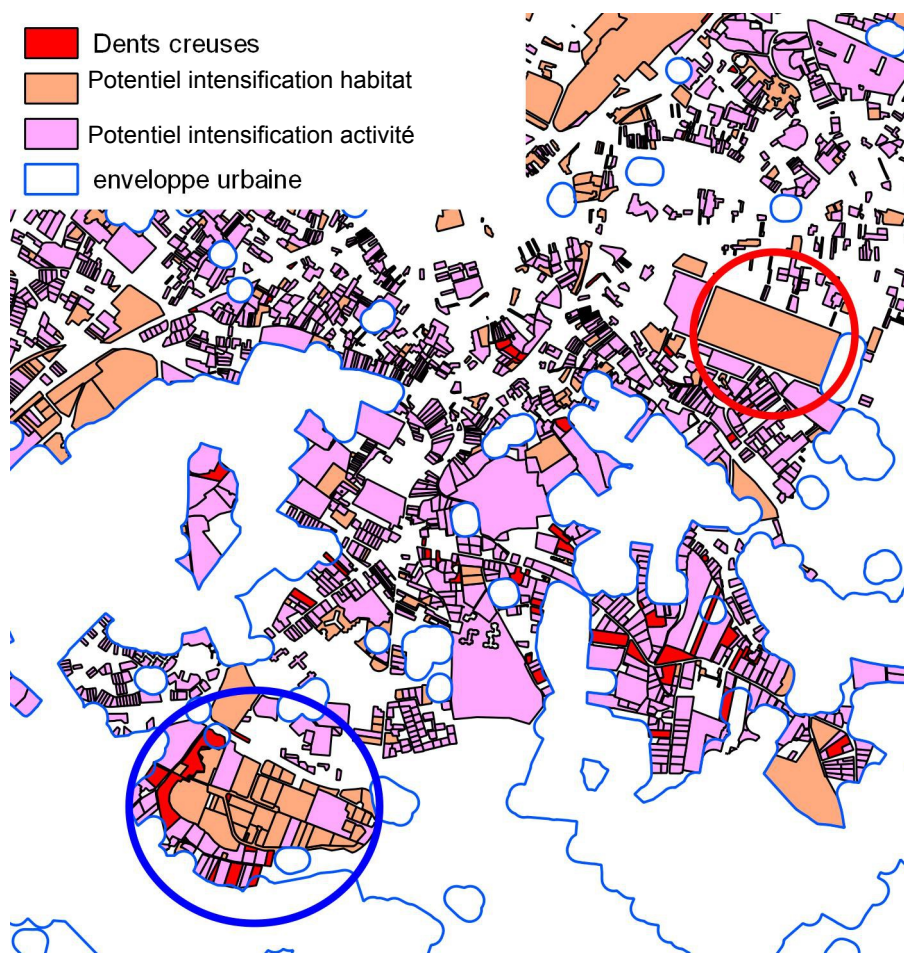 Dents creuses
Potentiel intensification habitat
Potentiel intensification activité
enveloppe urbaine